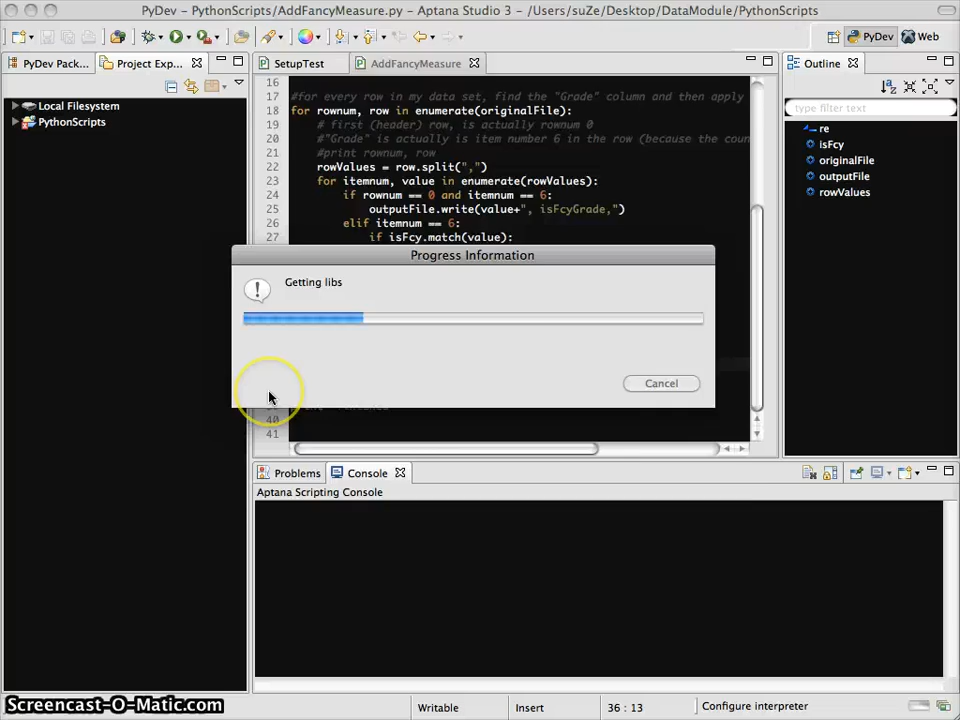 PyDev - PythonScripts/AddFancyMeasure.py - Aptana Studio 3 - /Users/suZe/Desktop/DataModule/PythonScripts
PyDev
Web
PyDev Pack...
Project Exp...
SetupTest
AddFancyMeasure
Outline
Local Filesystem
PythonScripts
type filter text
re
isFcy
originalFile
outputFile
rowValues
16
17 #for every row in my data set, find the "Grade" column and then apply
18 for rownum, row in enumerate(originalFile):
19 # first (header) row, is actually rownum 0
20 #"Grade" is actually is item number 6 in the row (because the coun
21 #print rownum, row
22 rowValues = row.split(",")
23 for itemnum, value in enumerate(rowValues):
24 if rownum == 0 and itemnum == 6:
25 outputFile.write(value+", isFcyGrade,")
26 elif itemnum == 6:
27 if isFcy.match(value):
Progress Information
Getting libs
Cancel
40
41
Problems
Console
Aptana Scripting Console
Screencast-O-Matic.com
Writable
Insert
36 : 13
Configure interpreter